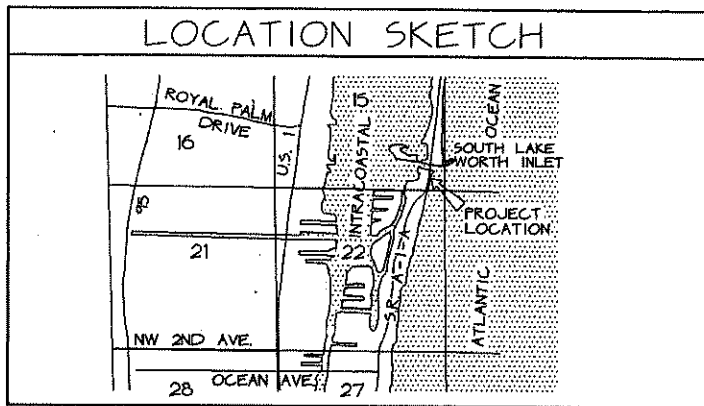 LOCATION SKETCH
ROYAL PALM
DRIVE
16
U.S. 1
INTRACOASTAL
15
OCEAN
SOUTH LAKE
WORTH INLET
PROJECT
LOCATION
21
22
SR-A-1-A
ATLANTIC
NW 2ND AVE.
OCEAN AVE.
28
27